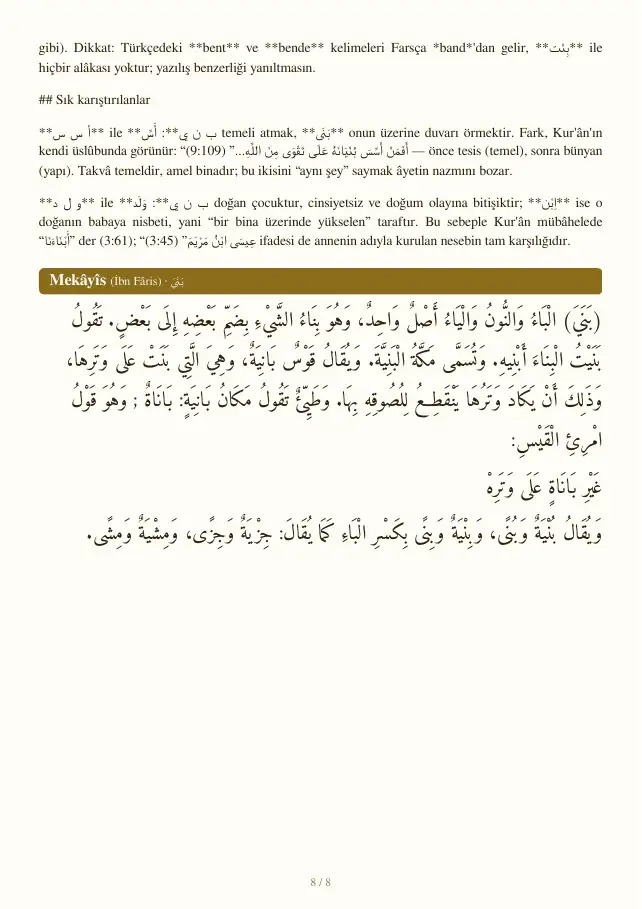 gibi). Dikkat: Türkçedeki **bent** ve **bende** kelimeleri Farsça *band*'dan gelir, **بِنْت** ile
hiçbir alâkası yoktur; yazılış benzerliği yanıltmasın.
## Sık karıştırılanlar
**أ س س** ile **ب ن ي**: أُسّ temeli atmak, **بَنَى** onun üzerine duvarı örmektir. Fark, Kur'ân'ın
kendi üslûbunda görünür: “أَفَمَنْ أَسَّسَ بُنْيَانَهُ عَلَى تَقْوَى مِنَ اللَّهِ...” (9:109) — önce tesis (temel), sonra bünyan
(yapı). Takvâ temeldir, amel binadır; bu ikisini “aynı şey” saymak âyetin nazmını bozar.
**و ل د** ile **ب ن ي**: وَلَد doğan çocuktur, cinsiyetsiz ve doğum olayına bitişiktir; **اِبْن** ise o
doğanın babaya nisbeti, yani “bir bina üzerinde yükselen” taraftır. Bu sebeple Kur'ân mübâhelede
“أَبْنَاءَنَا” der (3:61); “عِيسَى ابْنُ مَرْيَمَ” (3:45) ifadesi de annenin adıyla kurulan nesebin tam karşılığıdır.
Mekâyîs (İbn Fâris) · بَنَيَ
(بَنَيَ) الْبَاءُ وَالنُّونُ وَالْيَاءُ أَصْلٌ وَاحِدٌ، وَهُوَ بِنَاءُ الشَّيْءِ بِضَمِّ بَعْضِهِ إِلَى بَعْضٍ. تَقُولُ
بَنَيْتُ الْبِنَاءَ أَبْنِيهِ. وَتُسَمَّى مَكَّةُ الْبَنِيَّةَ. وَيُقَالُ قَوْسٌ بَانِيَةٌ، وَهِيَ الَّتِي بَنَتْ عَلَى وَتَرِهَا،
وَذَلِكَ أَنْ يَكَادَ وَتَرُهَا يَنْقَطِعُ لِلُصُوقِهِ بِهَا. وَطَيِّئٌ تَقُولُ مَكَانُ بَانِيَةٍ: بَانَاةٌ ; وَهُوَ قَوْلُ
امْرِئِ الْقَيْسِ:
غَيْرِ بَانَاةٍ عَلَى وَتَرِهْ
وَيُقَالُ بُنْيَةٌ وَبُنًى، وَبِنْيَةٌ وَبِنًى بِكَسْرِ الْبَاءِ كَمَا يُقَالَ: جِزْيَةٌ وَجِزًى، وَمِشْيَةٌ وَمِشًى.
8 / 8